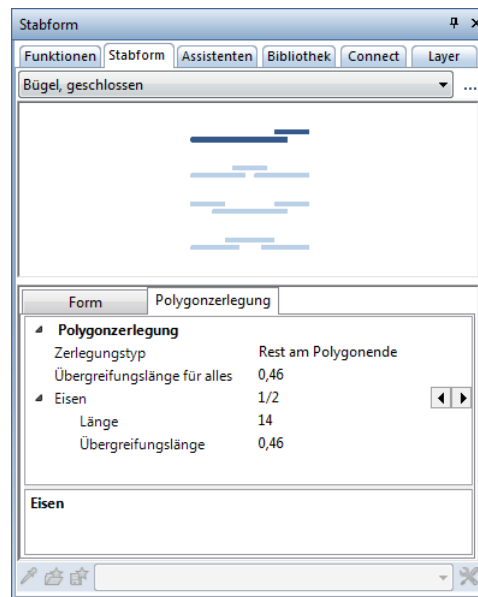 Stabform
Funktionen Stabform Assistenten Bibliothek Connect Layer
Bügel, geschlossen ...
Form Polygonzerlegung
Polygonzerlegung
Zerlegungstyp Rest am Polygonende
Übergreifungslänge für alles 0,46
Eisen 1/2
Länge 14
Übergreifungslänge 0,46
Eisen